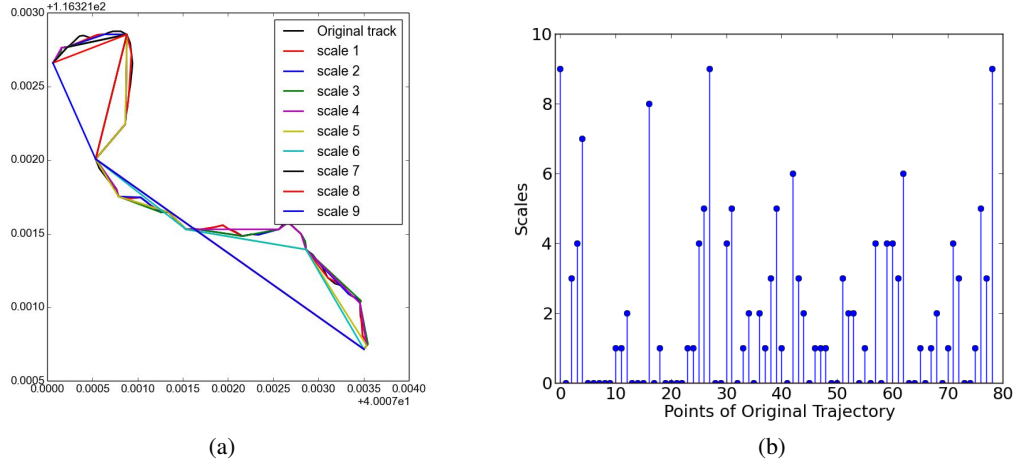 +1.16321e2
0.0030
0.0025
0.0020
0.0015
0.0010
0.0005
0.0000 0.0005 0.0010 0.0015 0.0020 0.0025 0.0030 0.0035 0.0040
+4.0007e1
Original track
scale 1
scale 2
scale 3
scale 4
scale 5
scale 6
scale 7
scale 8
scale 9
(a)
Scales
10
8
6
4
2
0
0 10 20 30 40 50 60 70 80
Points of Original Trajectory
(b)